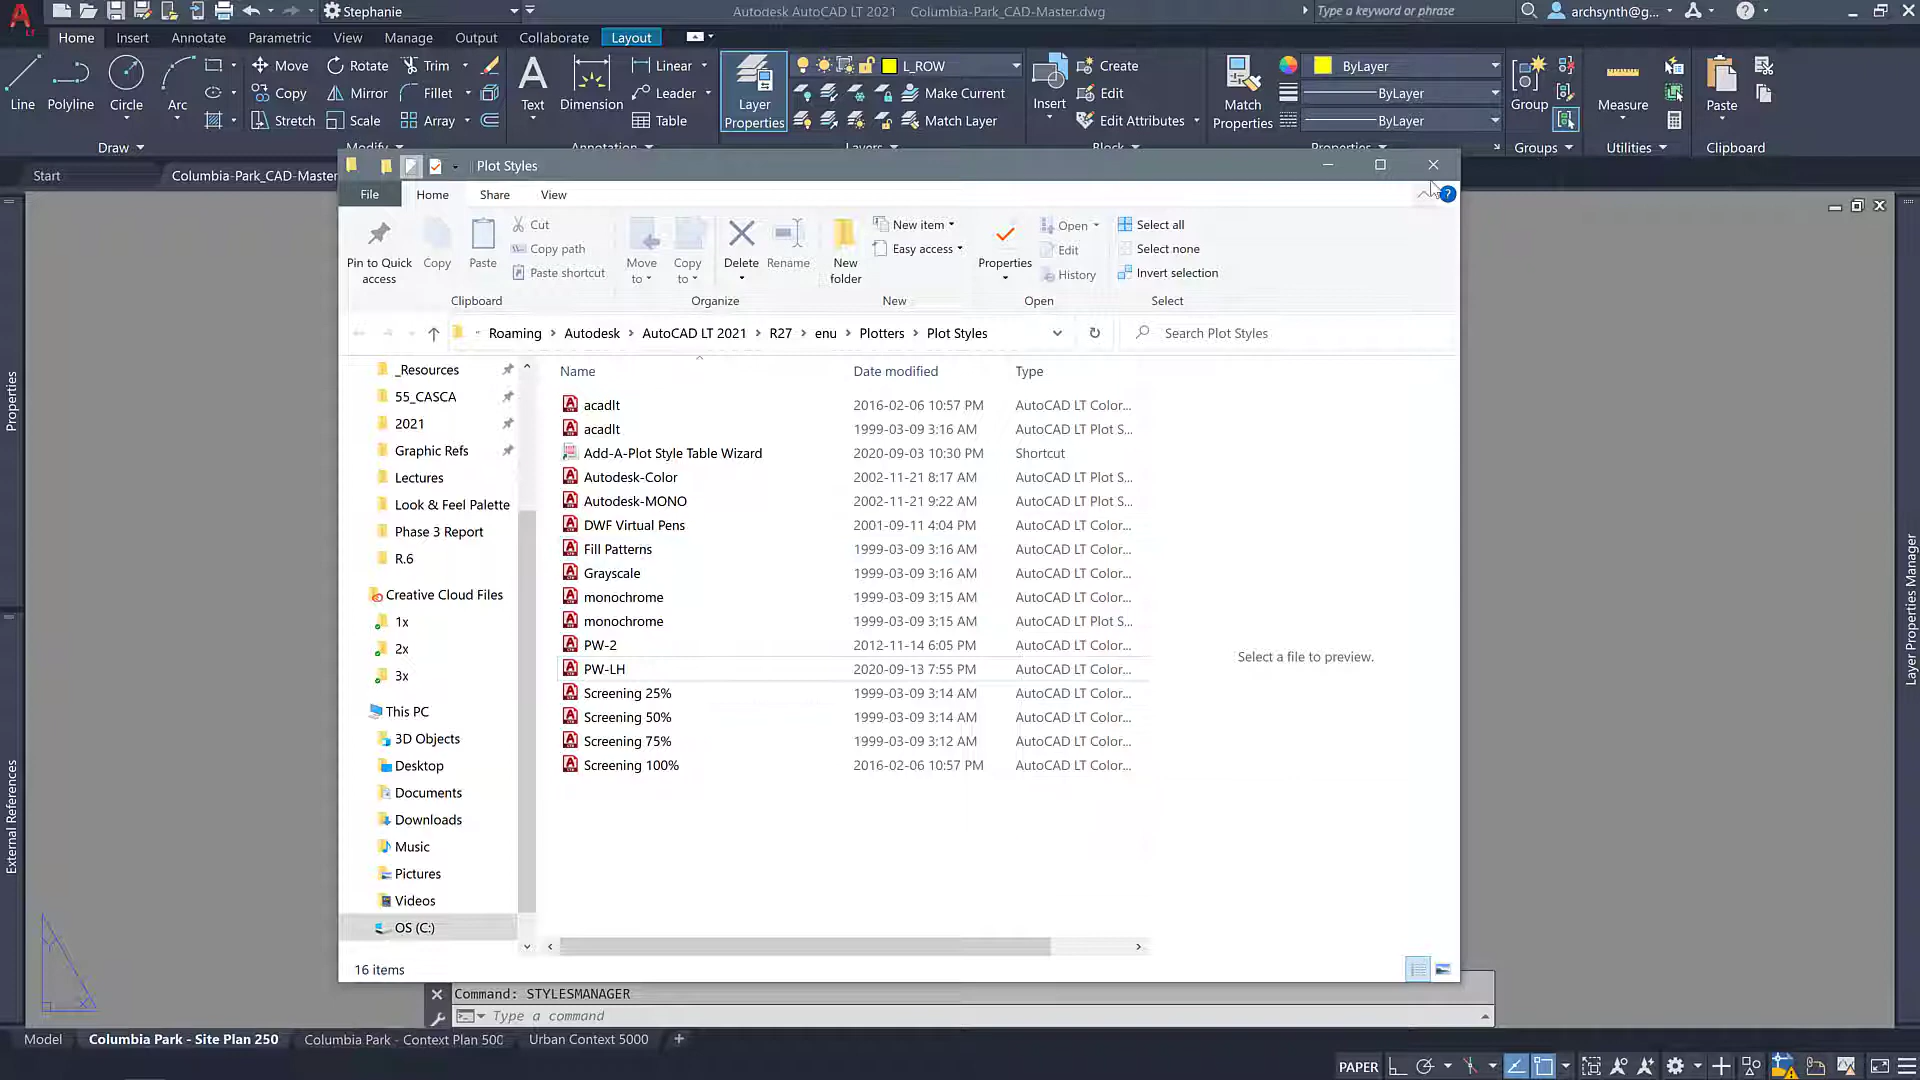 Stephanie
Autodesk AutoCAD LT 2021 Columbia-Park_CAD-Master.dwg
Type a keyword or phrase
archsynth@g...
Home Insert Annotate Parametric View Manage Output Collaborate Layout
Line Polyline Circle Arc
Move Rotate Trim
Copy Mirror Fillet
Stretch Scale Array
Text Dimension
Linear
Leader
Table
Layer Properties
L_ROW
Make Current
Match Layer
Insert
Create
Edit
Edit Attributes
Match Properties
ByLayer
ByLayer
ByLayer
Group
Measure
Paste
Draw Modify Annotation Layers Block Properties Groups Utilities Clipboard
Start Columbia-Park_CAD-Master
Plot Styles
File Home Share View
Pin to Quick access
Copy
Paste
Cut
Copy path
Paste shortcut
Move to
Copy to
Delete
Rename
New folder
New item
Easy access
Properties
Open
Edit
History
Select all
Select none
Invert selection
Clipboard Organize New Open Select
Roaming Autodesk AutoCAD LT 2021 R27 enu Plotters Plot Styles
Search Plot Styles
_Resources
55_CASCA
2021
Graphic Refs
Lectures
Look & Feel Palette
Phase 3 Report
R.6
Creative Cloud Files
1x
2x
3x
This PC
3D Objects
Desktop
Documents
Downloads
Music
Pictures
Videos
OS (C:)
Name Date modified Type
acadlt 2016-02-06 10:57 PM AutoCAD LT Color...
acadlt 1999-03-09 3:16 AM AutoCAD LT Plot S...
Add-A-Plot Style Table Wizard 2020-09-03 10:30 PM Shortcut
Autodesk-Color 2002-11-21 8:17 AM AutoCAD LT Plot S...
Autodesk-MONO 2002-11-21 9:22 AM AutoCAD LT Plot S...
DWF Virtual Pens 2001-09-11 4:04 PM AutoCAD LT Color...
Fill Patterns 1999-03-09 3:16 AM AutoCAD LT Color...
Grayscale 1999-03-09 3:16 AM AutoCAD LT Color...
monochrome 1999-03-09 3:15 AM AutoCAD LT Color...
monochrome 1999-03-09 3:15 AM AutoCAD LT Plot S...
PW-2 2012-11-14 6:05 PM AutoCAD LT Color...
PW-LH 2020-09-13 7:55 PM AutoCAD LT Color...
Screening 25% 1999-03-09 3:14 AM AutoCAD LT Color...
Screening 50% 1999-03-09 3:14 AM AutoCAD LT Color...
Screening 75% 1999-03-09 3:12 AM AutoCAD LT Color...
Screening 100% 2016-02-06 10:57 PM AutoCAD LT Color...
Select a file to preview.
16 items
Properties
External References
Layer Properties Manager
Command: STYLESMANAGER
Type a command
Model Columbia Park - Site Plan 250 Columbia Park - Context Plan 500 Urban Context 5000
PAPER